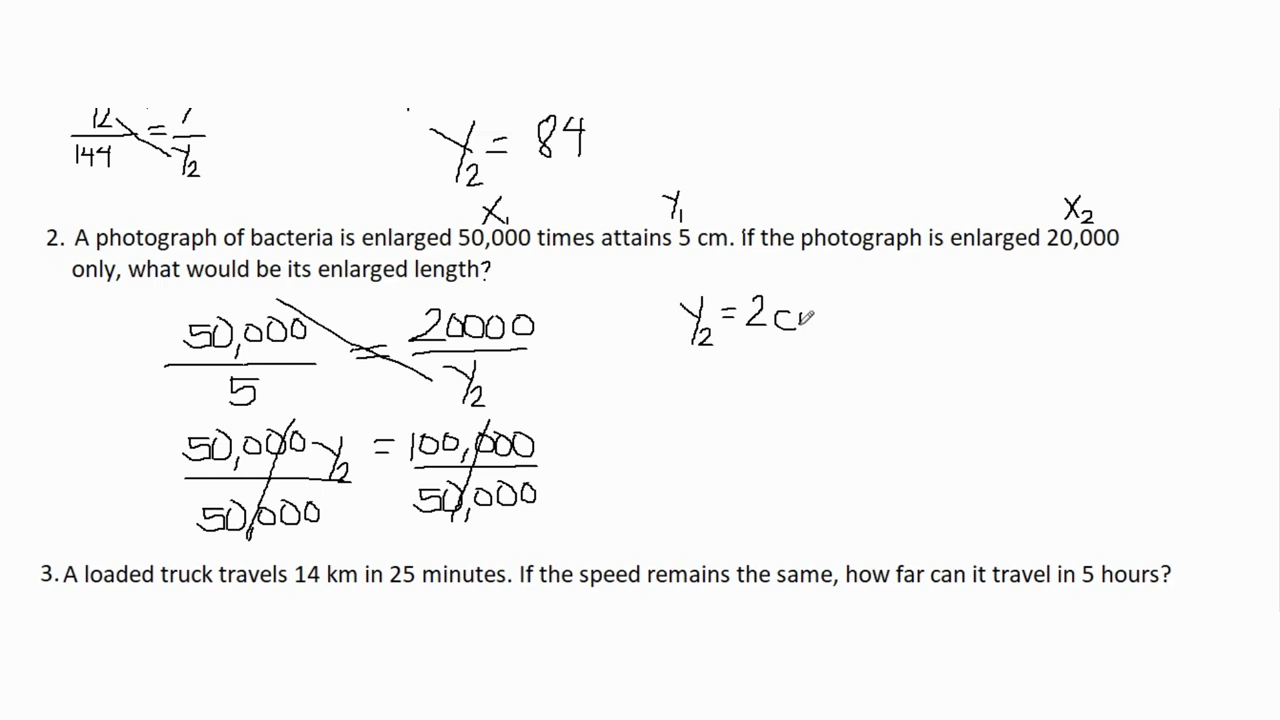 12/144 = 7/Y₂
Y₂ = 84
X₁ Y₁ X₂
2. A photograph of bacteria is enlarged 50,000 times attains 5 cm. If the photograph is enlarged 20,000
only, what would be its enlarged length?
50,000/5 = 20000/Y₂
Y₂ = 2 c
50,000 Y₂/50,000 = 100,000/50,000
3. A loaded truck travels 14 km in 25 minutes. If the speed remains the same, how far can it travel in 5 hours?